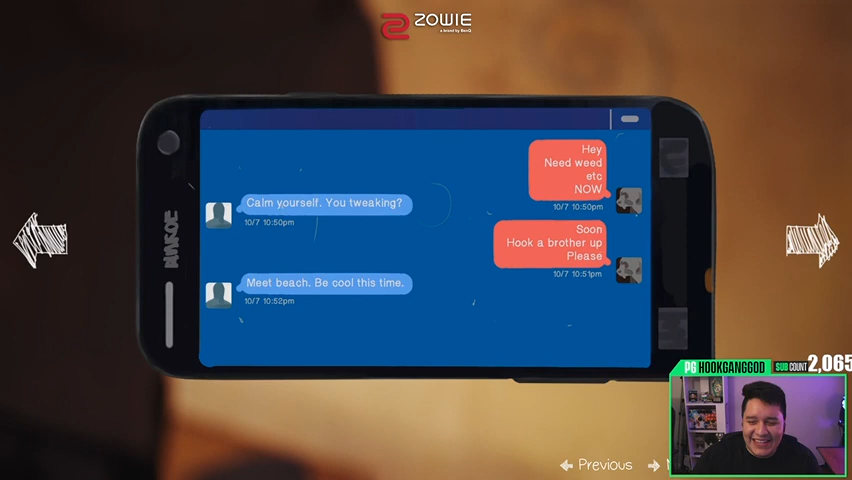 ZOWIE
a brand by BenQ
Hey
Need weed
etc
NOW
10/7 10:50pm
Calm yourself. You tweaking?
10/7 10:50pm
Soon
Hook a brother up
Please
10/7 10:51pm
Meet beach. Be cool this time.
10/7 10:52pm
PG HOOKGANGGOD
SUB COUNT 2,065
Previous